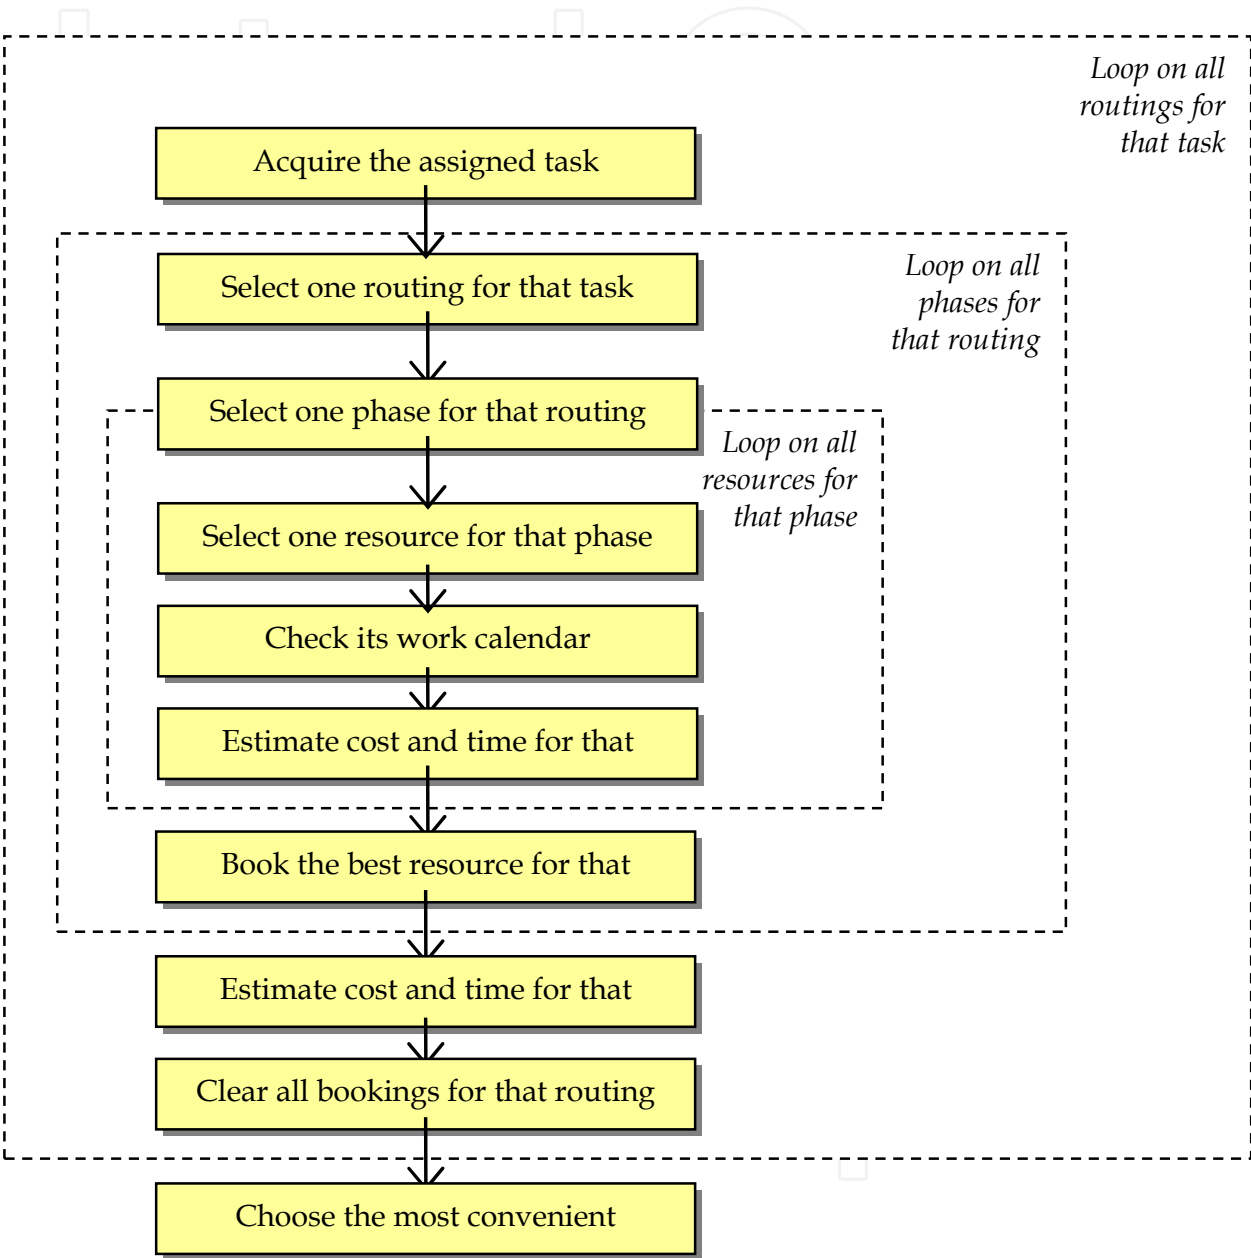 Loop on all
routings for
that task
Acquire the assigned task
Loop on all
phases for
that routing
Select one routing for that task
Select one phase for that routing
Loop on all
resources for
that phase
Select one resource for that phase
Check its work calendar
Estimate cost and time for that
Book the best resource for that
Estimate cost and time for that
Clear all bookings for that routing
Choose the most convenient